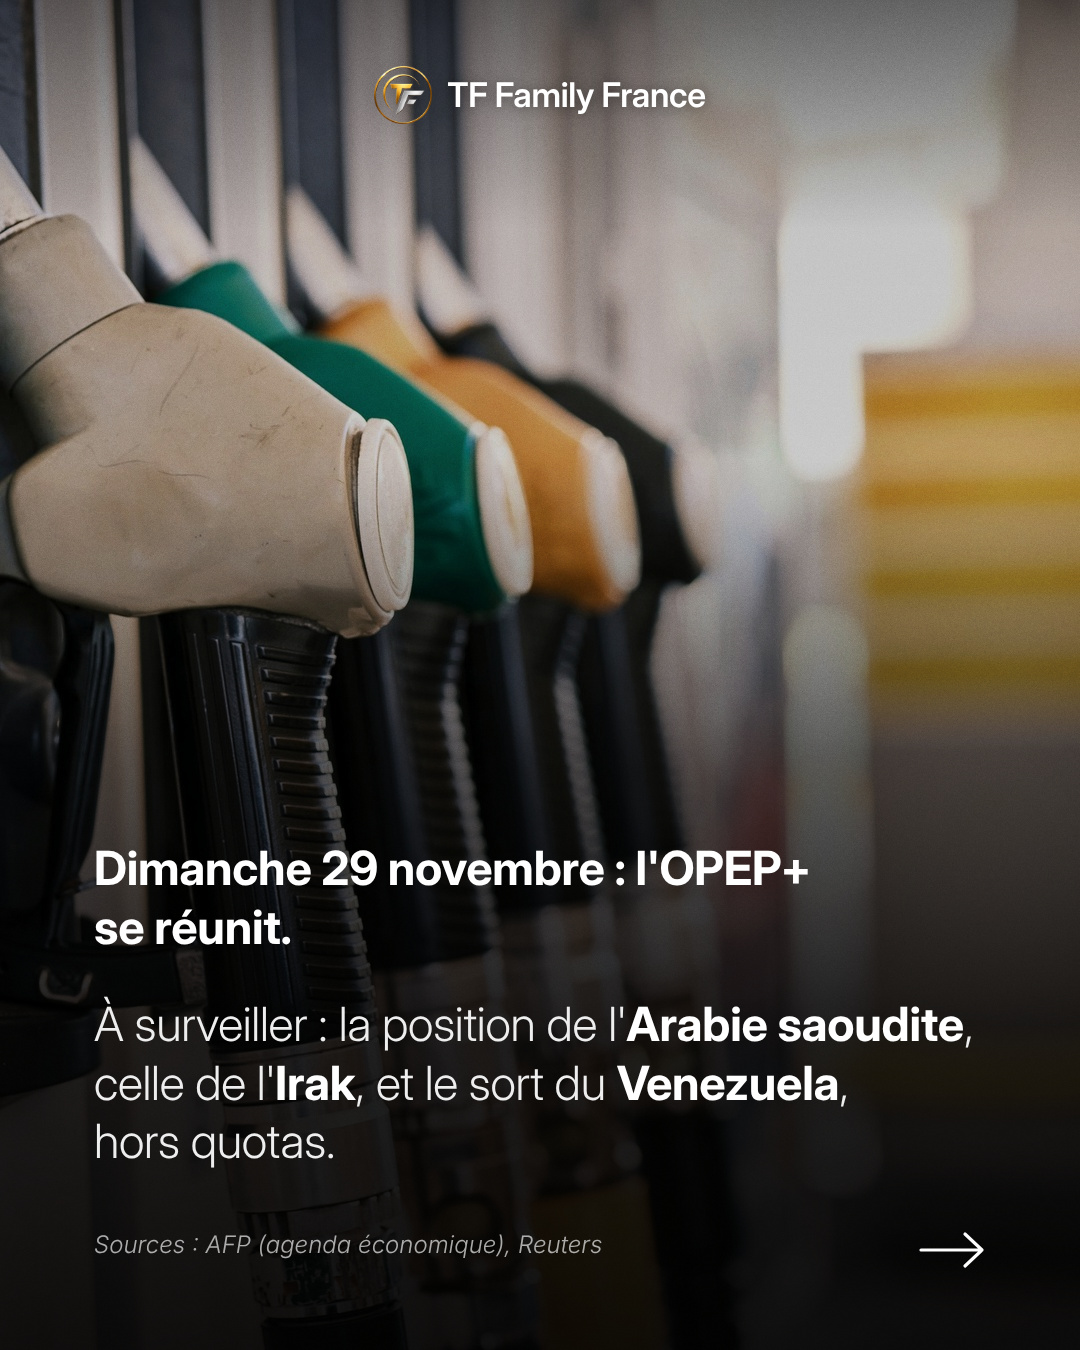 TF Family France
Dimanche 29 novembre : l'OPEP+
se réunit.
À surveiller : la position de l'Arabie saoudite,
celle de l'Irak, et le sort du Venezuela,
hors quotas.
Sources : AFP (agenda économique), Reuters